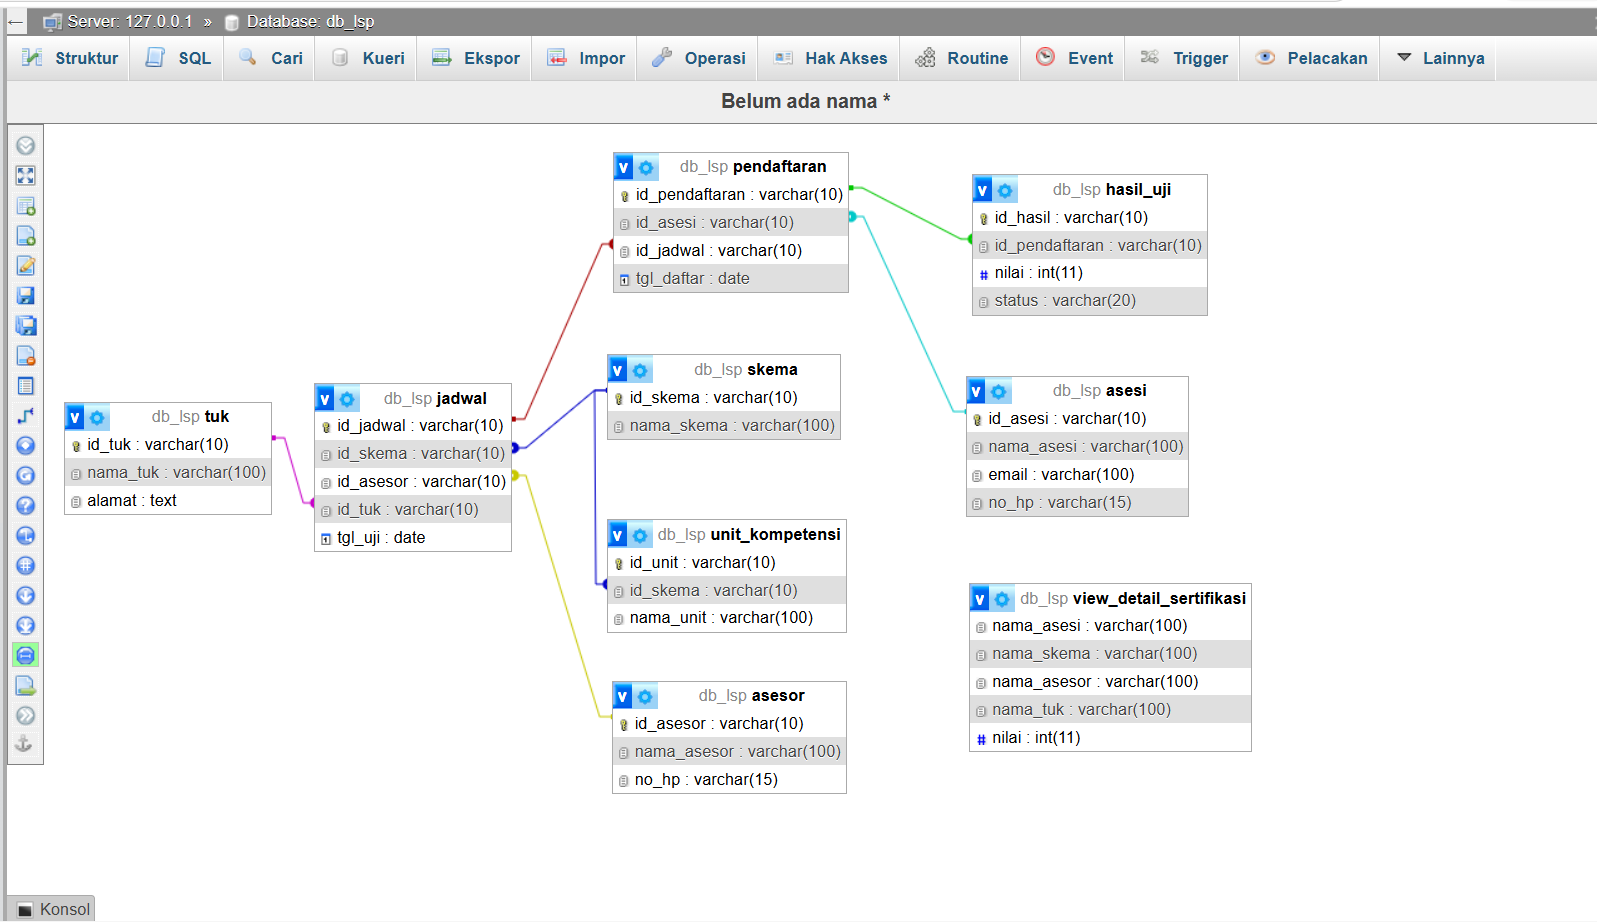 Server: 127.0.0.1 » Database: db_lsp
Struktur SQL Cari Kueri Ekspor Impor Operasi Hak Akses Routine Event Trigger Pelacakan Lainnya
Belum ada nama *
v db_lsp pendaftaran
id_pendaftaran : varchar(10)
id_asesi : varchar(10)
id_jadwal : varchar(10)
tgl_daftar : date
v db_lsp hasil_uji
id_hasil : varchar(10)
id_pendaftaran : varchar(10)
# nilai : int(11)
status : varchar(20)
v db_lsp skema
id_skema : varchar(10)
nama_skema : varchar(100)
v db_lsp asesi
id_asesi : varchar(10)
nama_asesi : varchar(100)
email : varchar(100)
no_hp : varchar(15)
v db_lsp jadwal
id_jadwal : varchar(10)
id_skema : varchar(10)
id_asesor : varchar(10)
id_tuk : varchar(10)
tgl_uji : date
v db_lsp tuk
id_tuk : varchar(10)
nama_tuk : varchar(100)
alamat : text
v db_lsp unit_kompetensi
id_unit : varchar(10)
id_skema : varchar(10)
nama_unit : varchar(100)
v db_lsp view_detail_sertifikasi
nama_asesi : varchar(100)
nama_skema : varchar(100)
nama_asesor : varchar(100)
nama_tuk : varchar(100)
# nilai : int(11)
v db_lsp asesor
id_asesor : varchar(10)
nama_asesor : varchar(100)
no_hp : varchar(15)
Konsol